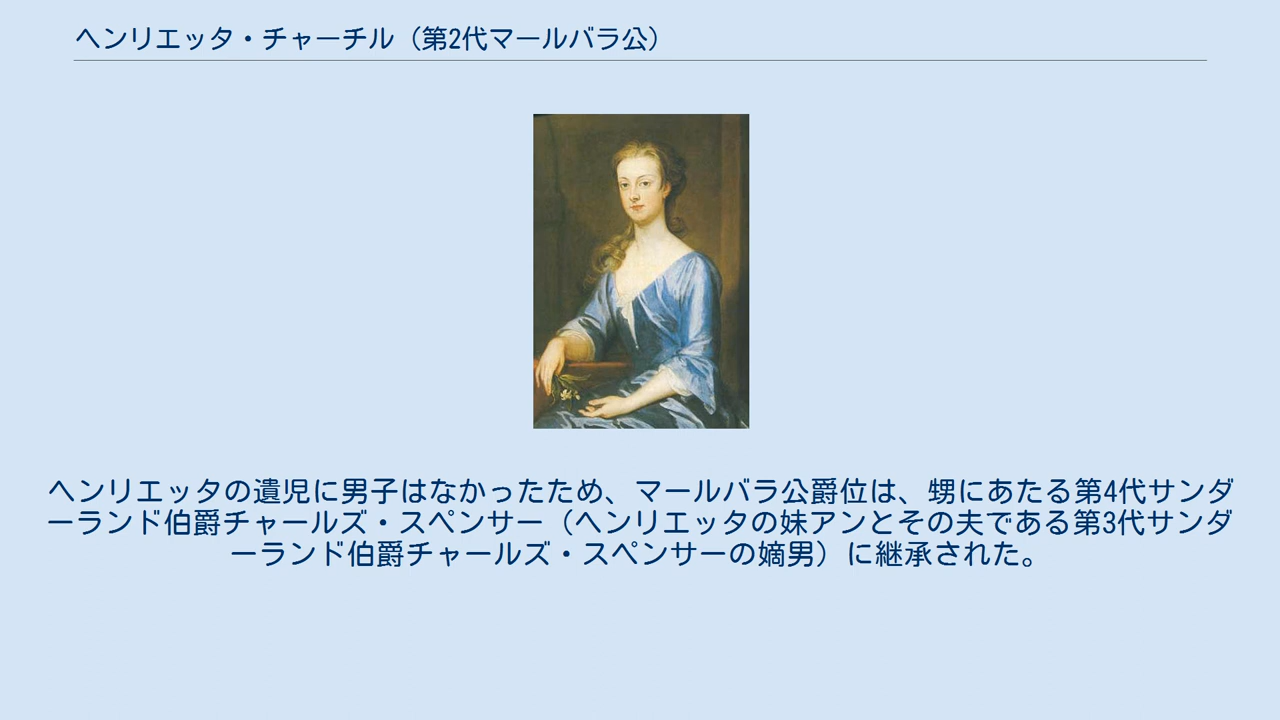 ヘンリエッタ・チャーチル（第2代マールバラ公）
ヘンリエッタの遺児に男子はなかったため、マールバラ公爵位は、甥にあたる第4代サンダ
ーランド伯爵チャールズ・スペンサー（ヘンリエッタの妹アンとその夫である第3代サンダ
ーランド伯爵チャールズ・スペンサーの嫡男）に継承された。